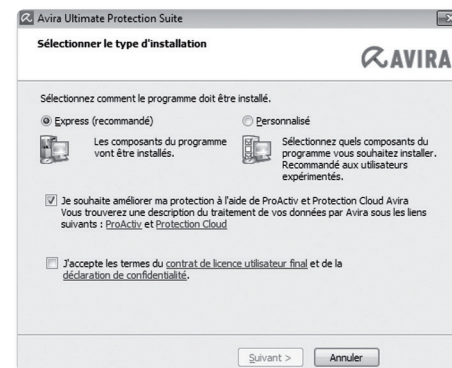 Avira Ultimate Protection Suite
Sélectionner le type d'installation
AVIRA
Sélectionnez comment le programme doit être installé.
Express (recommandé)
Les composants du programme
vont être installés.
Personnalisé
Sélectionnez quels composants du
programme vous souhaitez installer.
Recommandé aux utilisateurs
expérimentés.
Je souhaite améliorer ma protection à l'aide de ProActiv et Protection Cloud Avira
Vous trouverez une description du traitement de vos données par Avira sous les liens
suivants : ProActiv et Protection Cloud
J'accepte les termes du contrat de licence utilisateur final et de la
déclaration de confidentialité.
Suivant >
Annuler